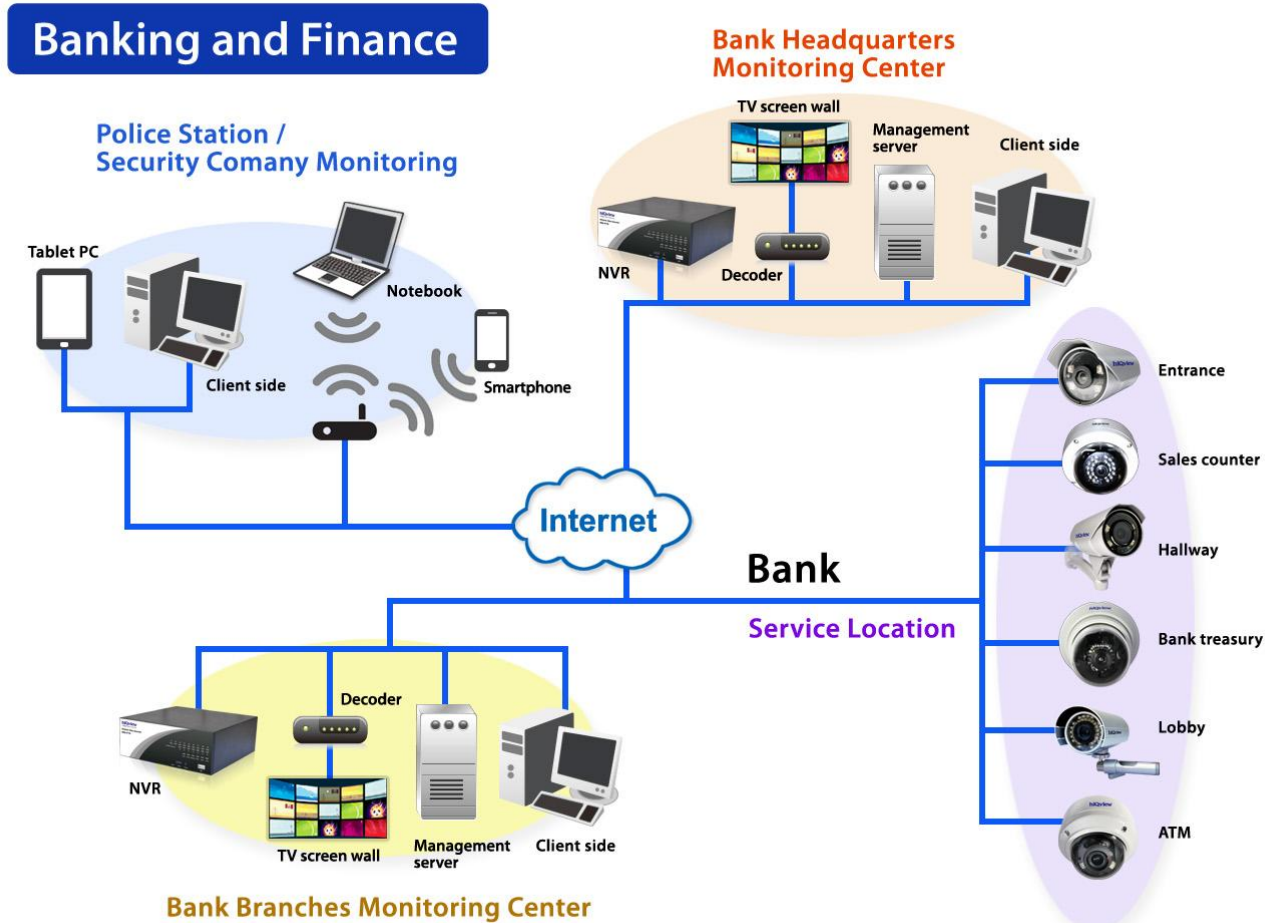 Banking and Finance
Bank Headquarters
Monitoring Center
TV screen wall
Management
server
Client side
NVR
Decoder
Police Station /
Security Comany Monitoring
Tablet PC
Notebook
Client side
Smartphone
Internet
Bank
Service Location
Entrance
Sales counter
Hallway
Bank treasury
Lobby
ATM
Decoder
NVR
TV screen wall
Management
server
Client side
Bank Branches Monitoring Center